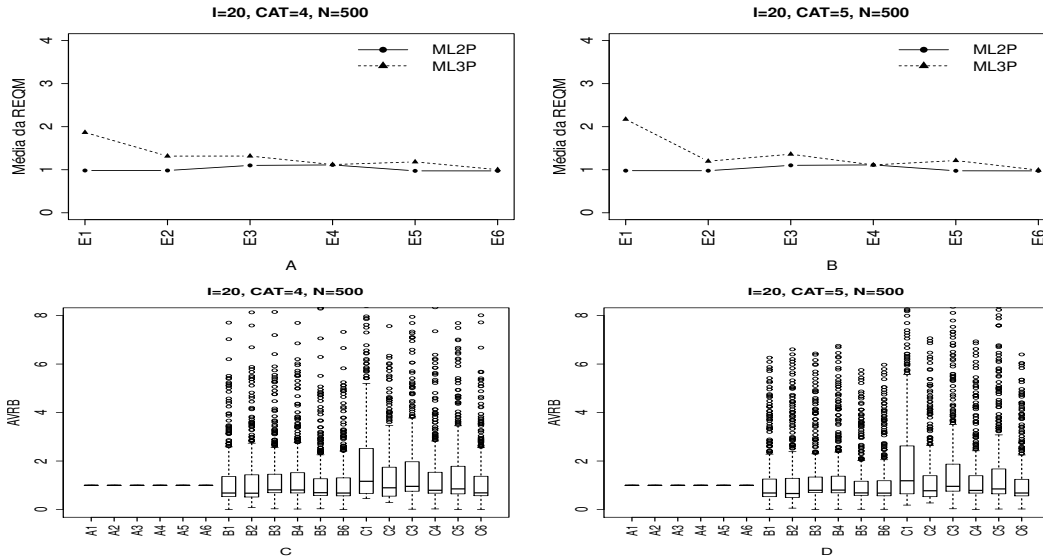 I=20, CAT=4, N=500
Média da REQM
4
3
2
1
0
ML2P
ML3P
E1 E2 E3 E4 E5 E6
A
I=20, CAT=5, N=500
Média da REQM
4
3
2
1
0
ML2P
ML3P
E1 E2 E3 E4 E5 E6
B
I=20, CAT=4, N=500
AVRB
8
6
4
2
0
A1 A2 A3 A4 A5 A6 B1 B2 B3 B4 B5 B6 C1 C2 C3 C4 C5 C6
C
I=20, CAT=5, N=500
AVRB
8
6
4
2
0
A1 A2 A3 A4 A5 A6 B1 B2 B3 B4 B5 B6 C1 C2 C3 C4 C5 C6
D